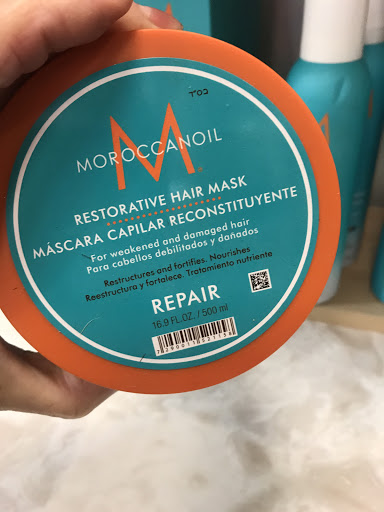 M
MOROCCANOIL
RESTORATIVE HAIR MASK
MÁSCARA CAPILAR RECONSTITUYENTE
For weakened and damaged hair
Para cabellos debilitados y dañados
Restructures and fortifies. Nourishes
Reestructura y fortalece. Tratamiento nutriente
REPAIR
16.9 FL.OZ. / 500 ml
7290011521158